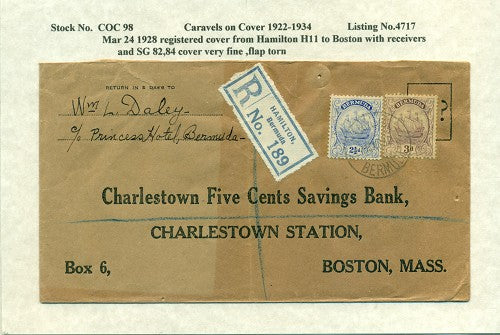 Stock No. COC 98 Caravels on Cover 1922-1934 Listing No.4717
Mar 24 1928 registered cover from Hamilton H11 to Boston with receivers
and SG 82,84 cover very fine ,flap torn
RETURN IN 5 DAYS TO
Wm L. Daley-
c/o Princess Hotel, Bermuda-
R
HAMILTON,
Bermuda
No. 189
BERMUDA
2½d
BERMUDA
3d
?
BERMU
Charlestown Five Cents Savings Bank,
CHARLESTOWN STATION,
Box 6,
BOSTON, MASS.